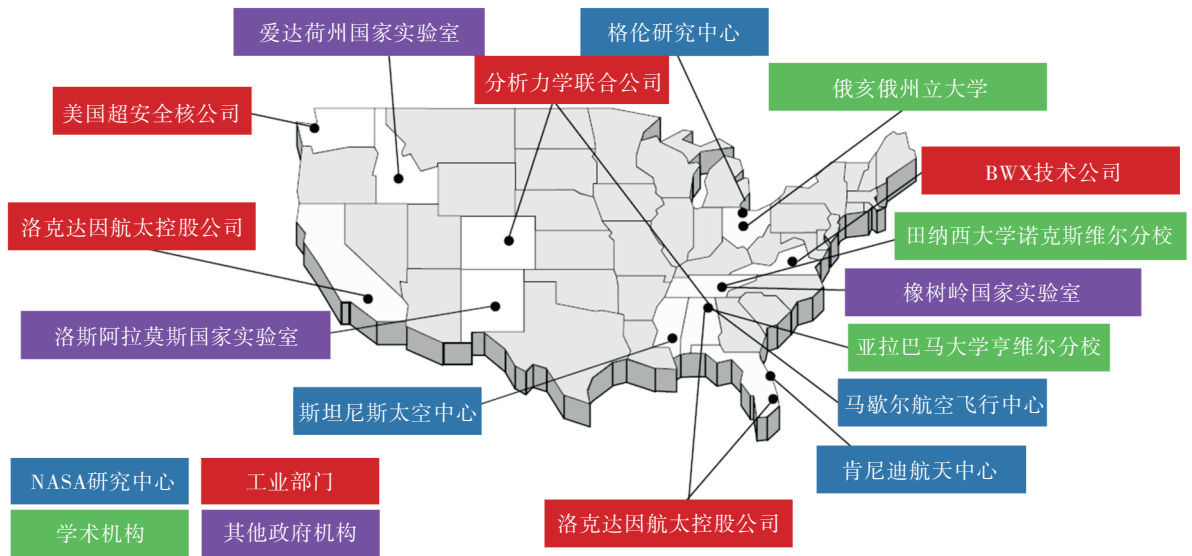 爱达荷州国家实验室
格伦研究中心
分析力学联合公司
俄亥俄州立大学
美国超安全核公司
BWX技术公司
洛克达因航太控股公司
田纳西大学诺克斯维尔分校
橡树岭国家实验室
洛斯阿拉莫斯国家实验室
亚拉巴马大学亨维尔分校
斯坦尼斯太空中心
马歇尔航空飞行中心
肯尼迪航天中心
NASA研究中心
工业部门
洛克达因航太控股公司
学术机构
其他政府机构